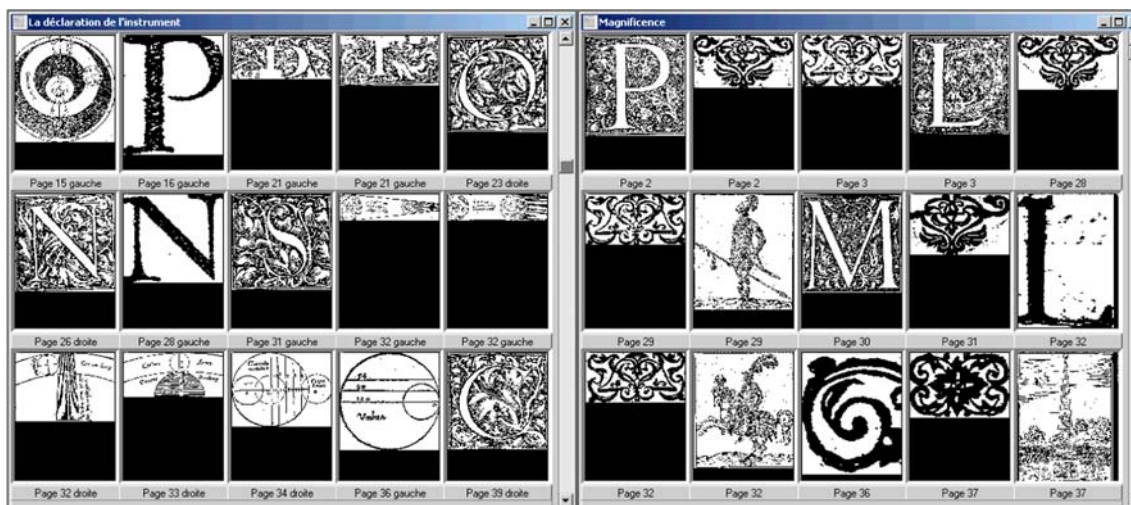 La déclaration de l'instrument
P
Page 15 gauche Page 16 gauche Page 21 gauche Page 21 gauche Page 23 droite
N N S
Page 26 droite Page 28 gauche Page 31 gauche Page 32 gauche Page 32 gauche
Page 32 droite Page 33 droite Page 34 droite Page 36 gauche Page 39 droite
Magnificence
P L
Page 2 Page 2 Page 3 Page 3 Page 28
M L
Page 29 Page 29 Page 30 Page 31 Page 32
Page 32 Page 32 Page 36 Page 37 Page 37